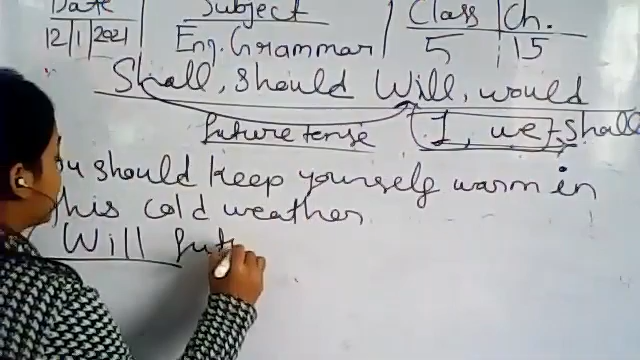 Date Subject Class Ch.
12/1/2021 Eng. Grammar 5 15
Shall, should Will, would
future tense I, we - Shall
should keep yourself warm in
this cold weather
Will fut